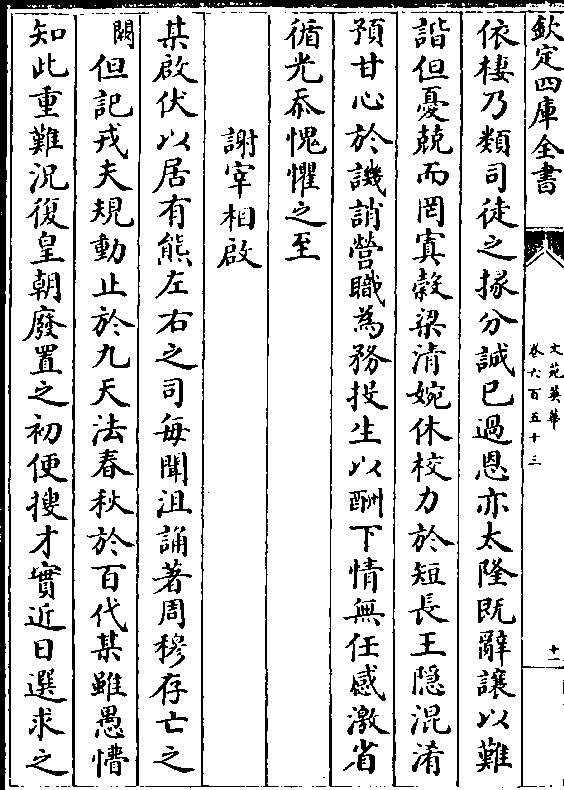 欽定四庫全書
文苑英華
卷六百五十三
十二
依棲乃類司徒之掾分誠已過恩亦太隆既辭讓以難
諧但憂兢而罔寘穀梁清婉休校力於短長王隱混淆
預甘心於譏誚營職為務投生以酬下情無任感激省
循光忝愧懼之至
謝宰相啟
某啟伏以居有熊左右之司每聞沮誦著周穆存亡之
闕但記戎夫規動止於九天法春秋於百代某雖愚懵
知此重難況復皇朝廢置之初便搜才實近日選求之